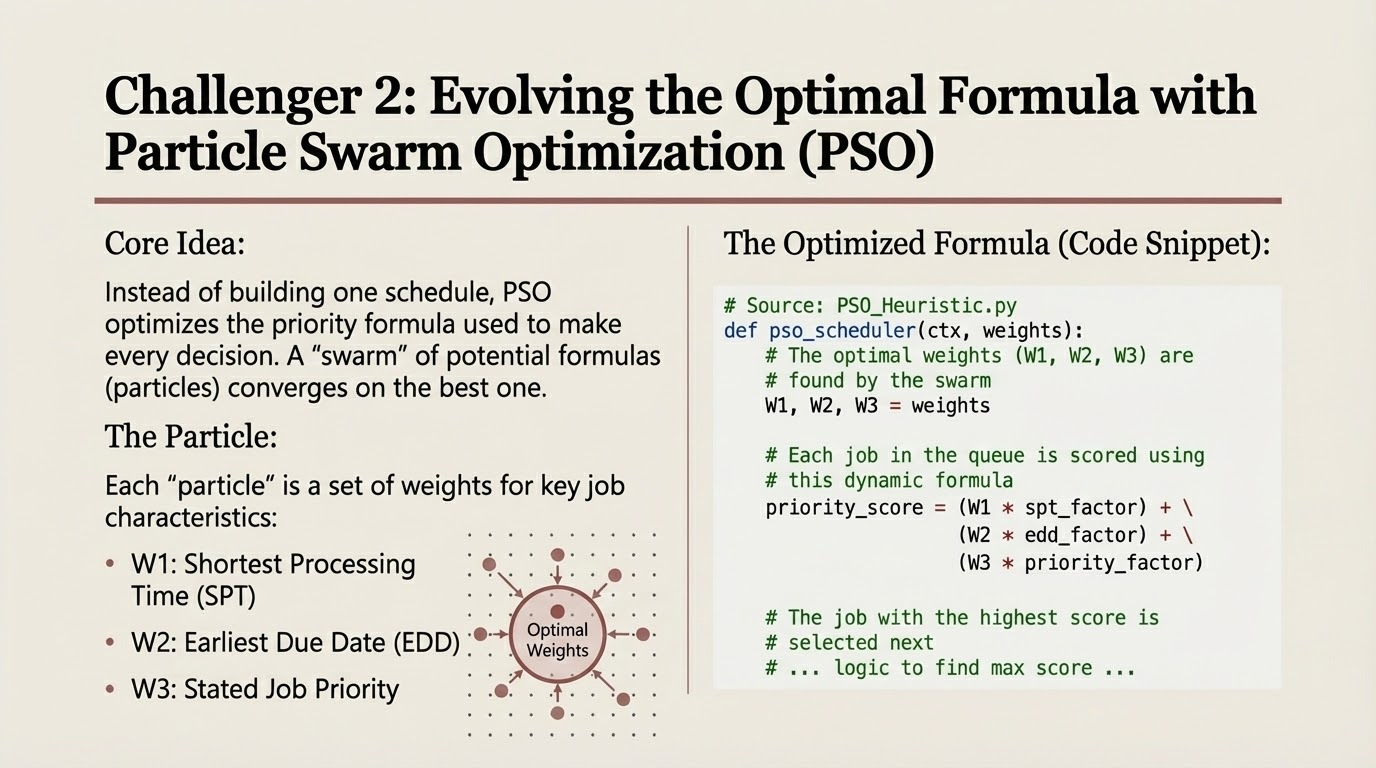 Challenger 2: Evolving the Optimal Formula with
Particle Swarm Optimization (PSO)
Core Idea:
Instead of building one schedule, PSO
optimizes the priority formula used to make
every decision. A “swarm” of potential formulas
(particles) converges on the best one.
The Particle:
Each “particle” is a set of weights for key job
characteristics:
• W1: Shortest Processing
Time (SPT)
• W2: Earliest Due Date (EDD)
• W3: Stated Job Priority
Optimal
Weights
The Optimized Formula (Code Snippet):
# Source: PSO_Heuristic.py
def pso_scheduler(ctx, weights):
    # The optimal weights (W1, W2, W3) are
    # found by the swarm
    W1, W2, W3 = weights
    # Each job in the queue is scored using
    # this dynamic formula
    priority_score = (W1 * spt_factor) + \
                     (W2 * edd_factor) + \
                     (W3 * priority_factor)
    # The job with the highest score is
    # selected next
    # ... logic to find max score ...